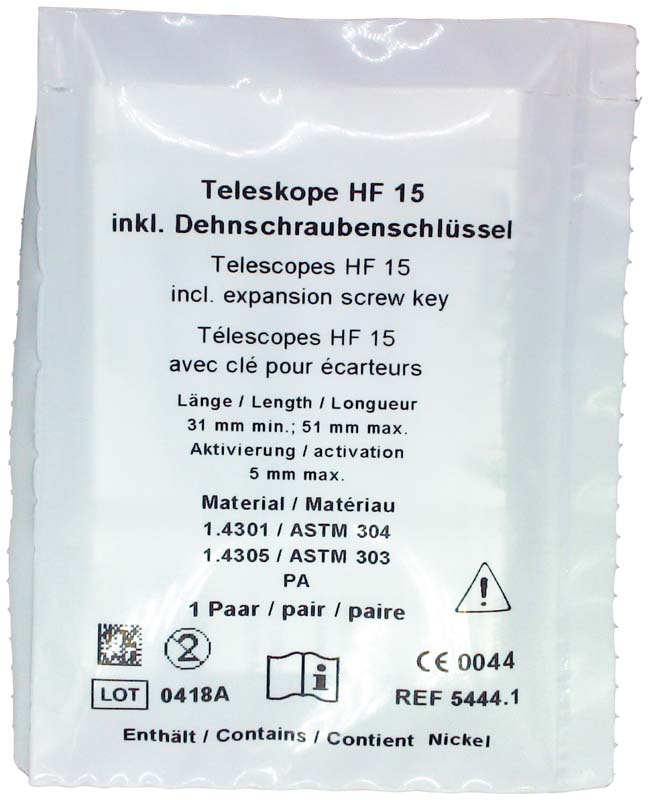 Teleskope HF 15
inkl. Dehnschraubenschlüssel
Telescopes HF 15
incl. expansion screw key
Télescopes HF 15
avec clé pour écarteurs
Länge / Length / Longueur
31 mm min.; 51 mm max.
Aktivierung / activation
5 mm max.
Material / Matériau
1.4301 / ASTM 304
1.4305 / ASTM 303
PA
1 Paar / pair / paire
2
CE 0044
LOT 0418A
REF 5444.1
Enthält / Contains / Contient Nickel